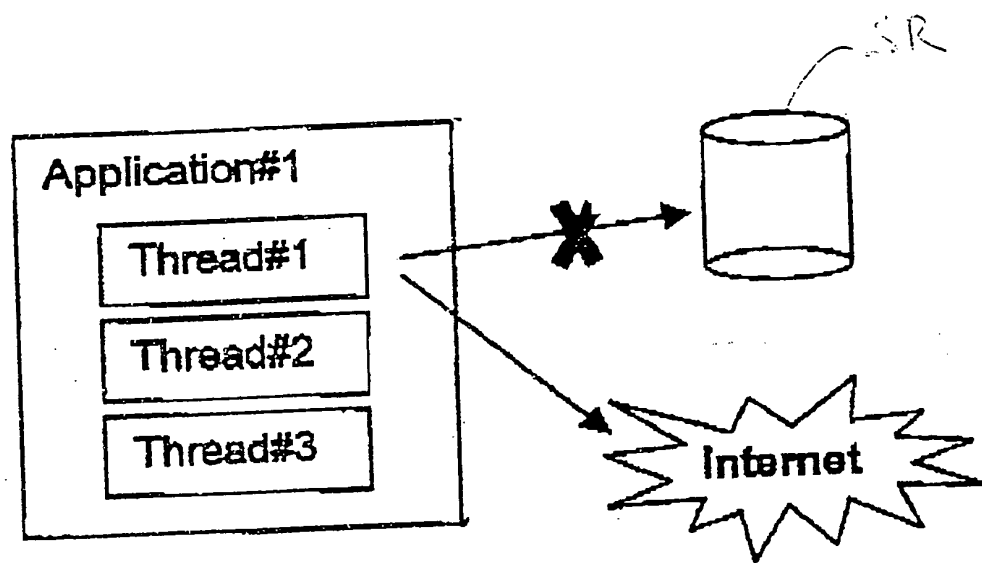 SR
Application#1
Thread#1
Thread#2
Thread#3
Internet